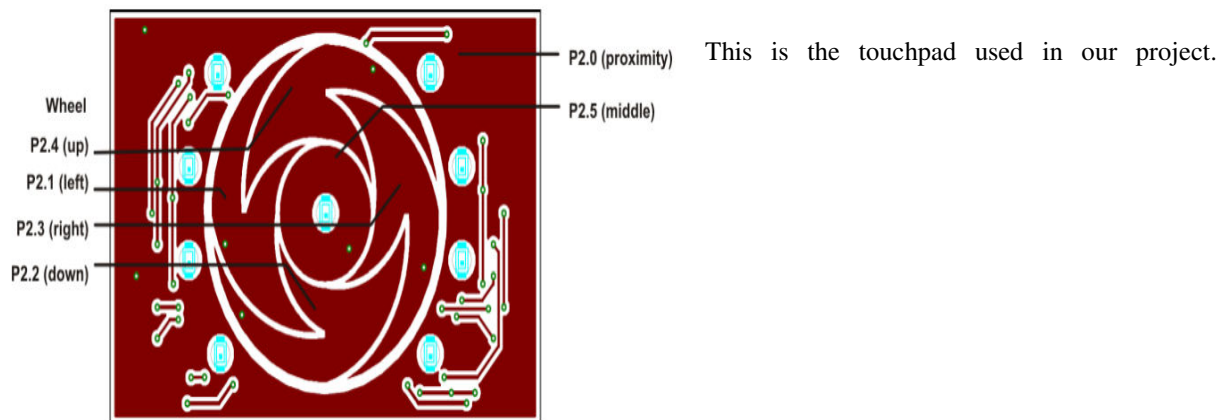 P2.0 (proximity)
This is the touchpad used in our project.
Wheel
P2.5 (middle)
P2.4 (up)
P2.1 (left)
P2.3 (right)
P2.2 (down)